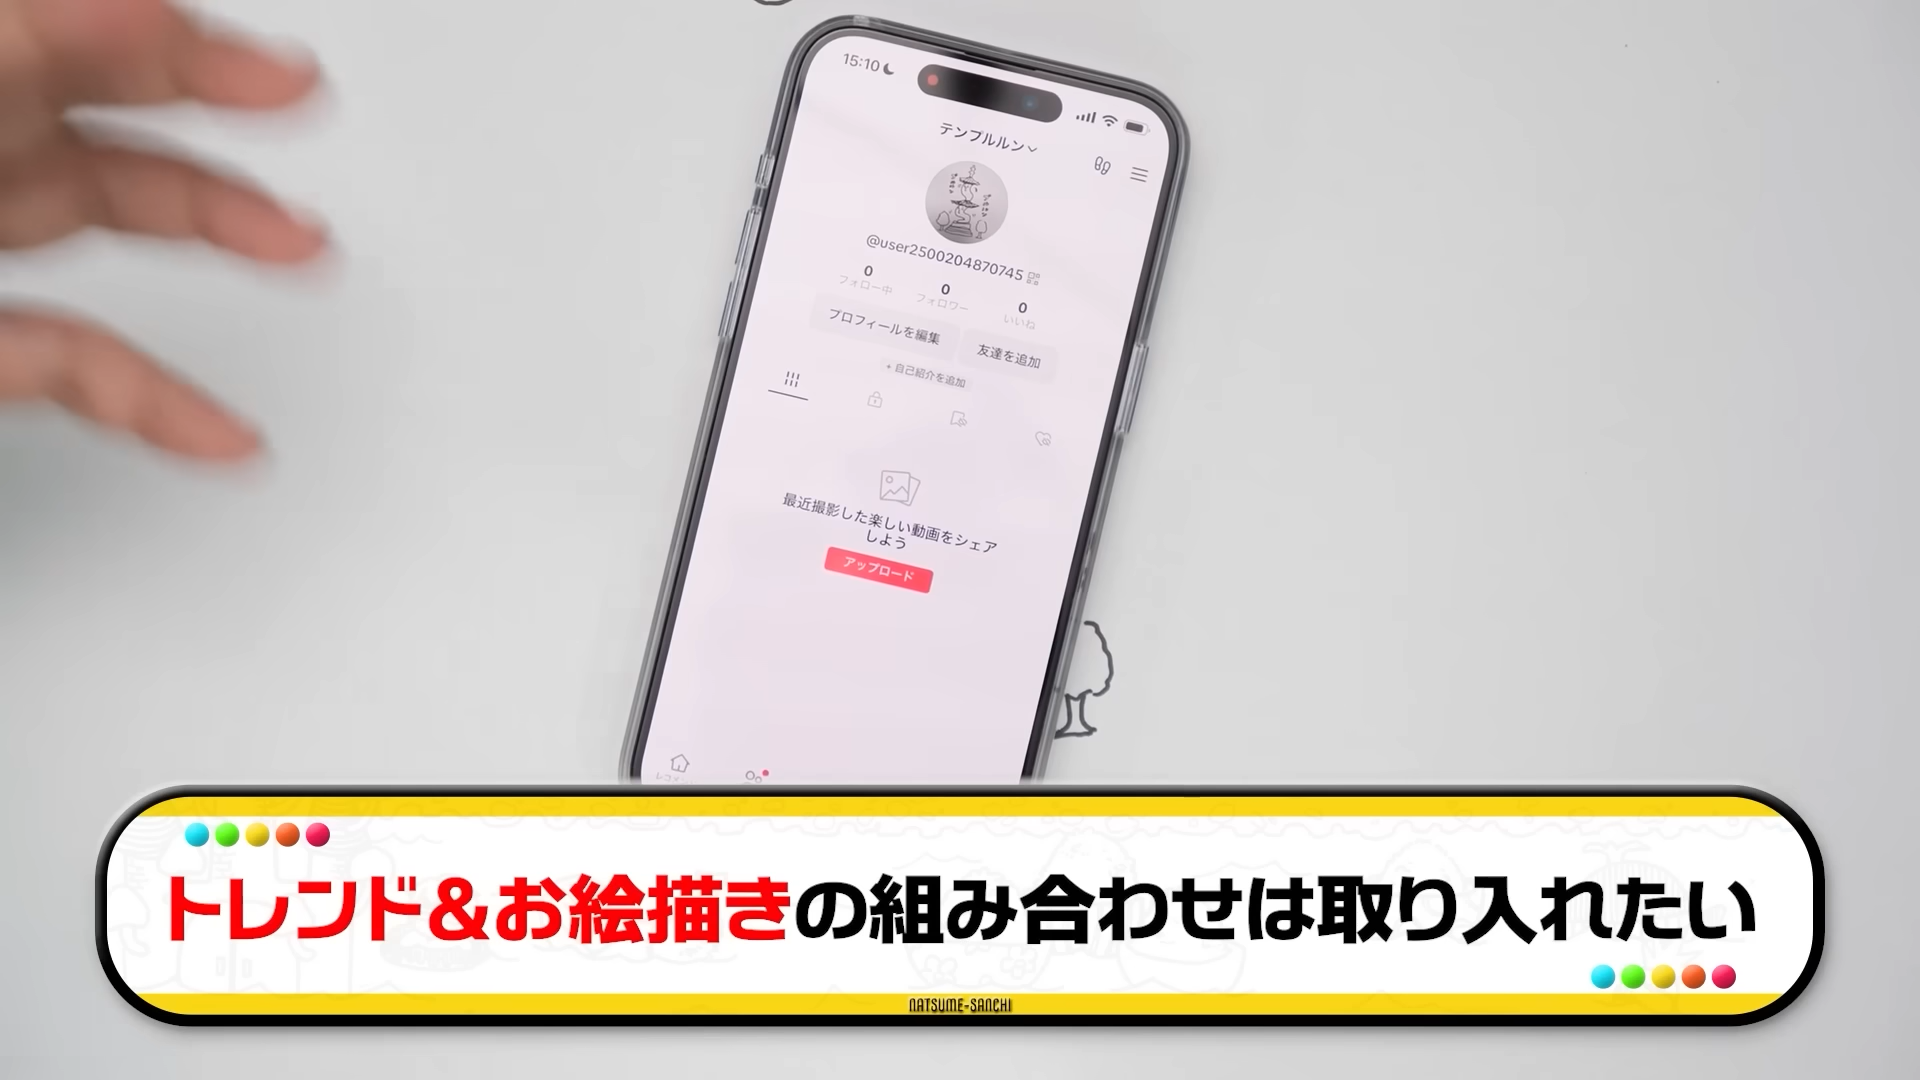 15:10
テンプルルン
@user2500204870745
0 0 0
フォロー中 フォロワー いいね
プロフィールを編集 友達を追加
+ 自己紹介を追加
最近撮影した楽しい動画をシェア
しよう
アップロード
トレンド&お絵描きの組み合わせは取り入れたい
NATSUME-SANCHI